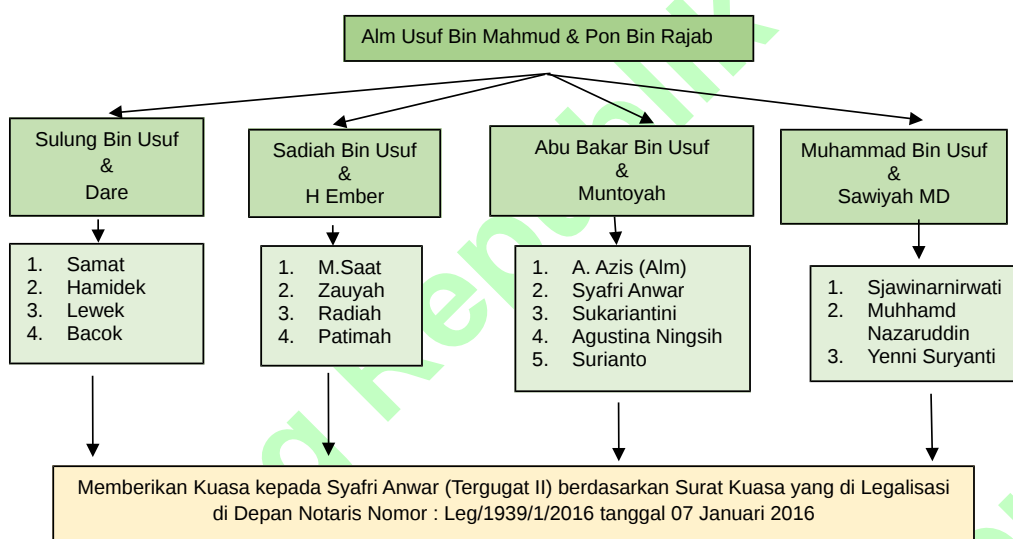 Alm Usuf Bin Mahmud & Pon Bin Rajab
Sulung Bin Usuf
&
Dare
Sadiah Bin Usuf
&
H Ember
Abu Bakar Bin Usuf
&
Muntoyah
Muhammad Bin Usuf
&
Sawiyah MD
1. Samat
2. Hamidek
3. Lewek
4. Bacok
1. M.Saat
2. Zauyah
3. Radiah
4. Patimah
1. A. Azis (Alm)
2. Syafri Anwar
3. Sukariantini
4. Agustina Ningsih
5. Surianto
1. Sjawinarnirwati
2. Muhhamd
Nazaruddin
3. Yenni Suryanti
Memberikan Kuasa kepada Syafri Anwar (Tergugat II) berdasarkan Surat Kuasa yang di Legalisasi
di Depan Notaris Nomor : Leg/1939/1/2016 tanggal 07 Januari 2016